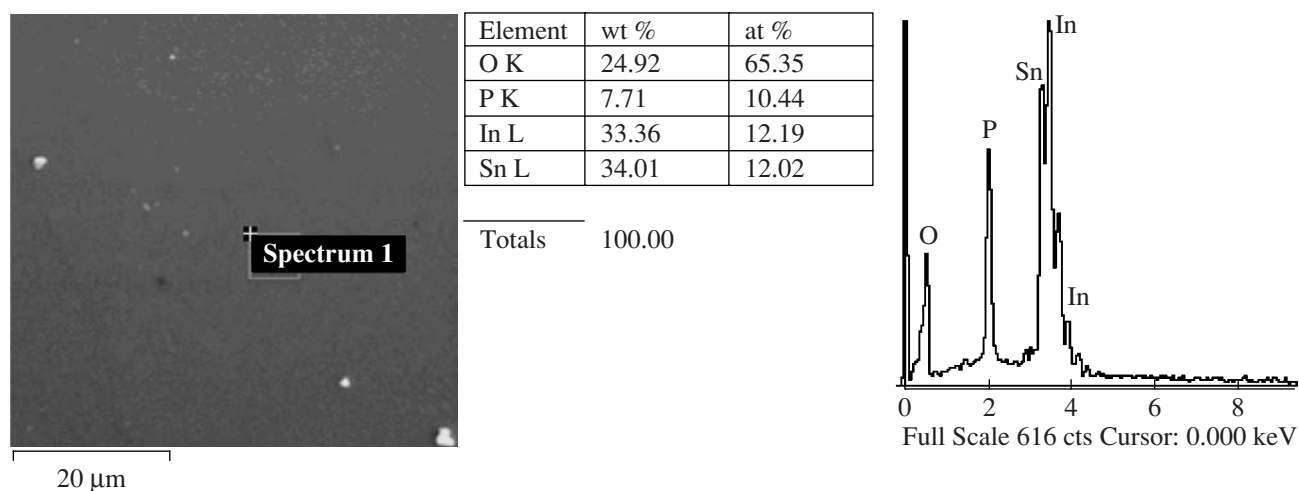 Spectrum 1
20 μm
Element wt % at %
O K 24.92 65.35
P K 7.71 10.44
In L 33.36 12.19
Sn L 34.01 12.02
Totals 100.00
In
Sn
P
O
In
0 2 4 6 8
Full Scale 616 cts Cursor: 0.000 keV